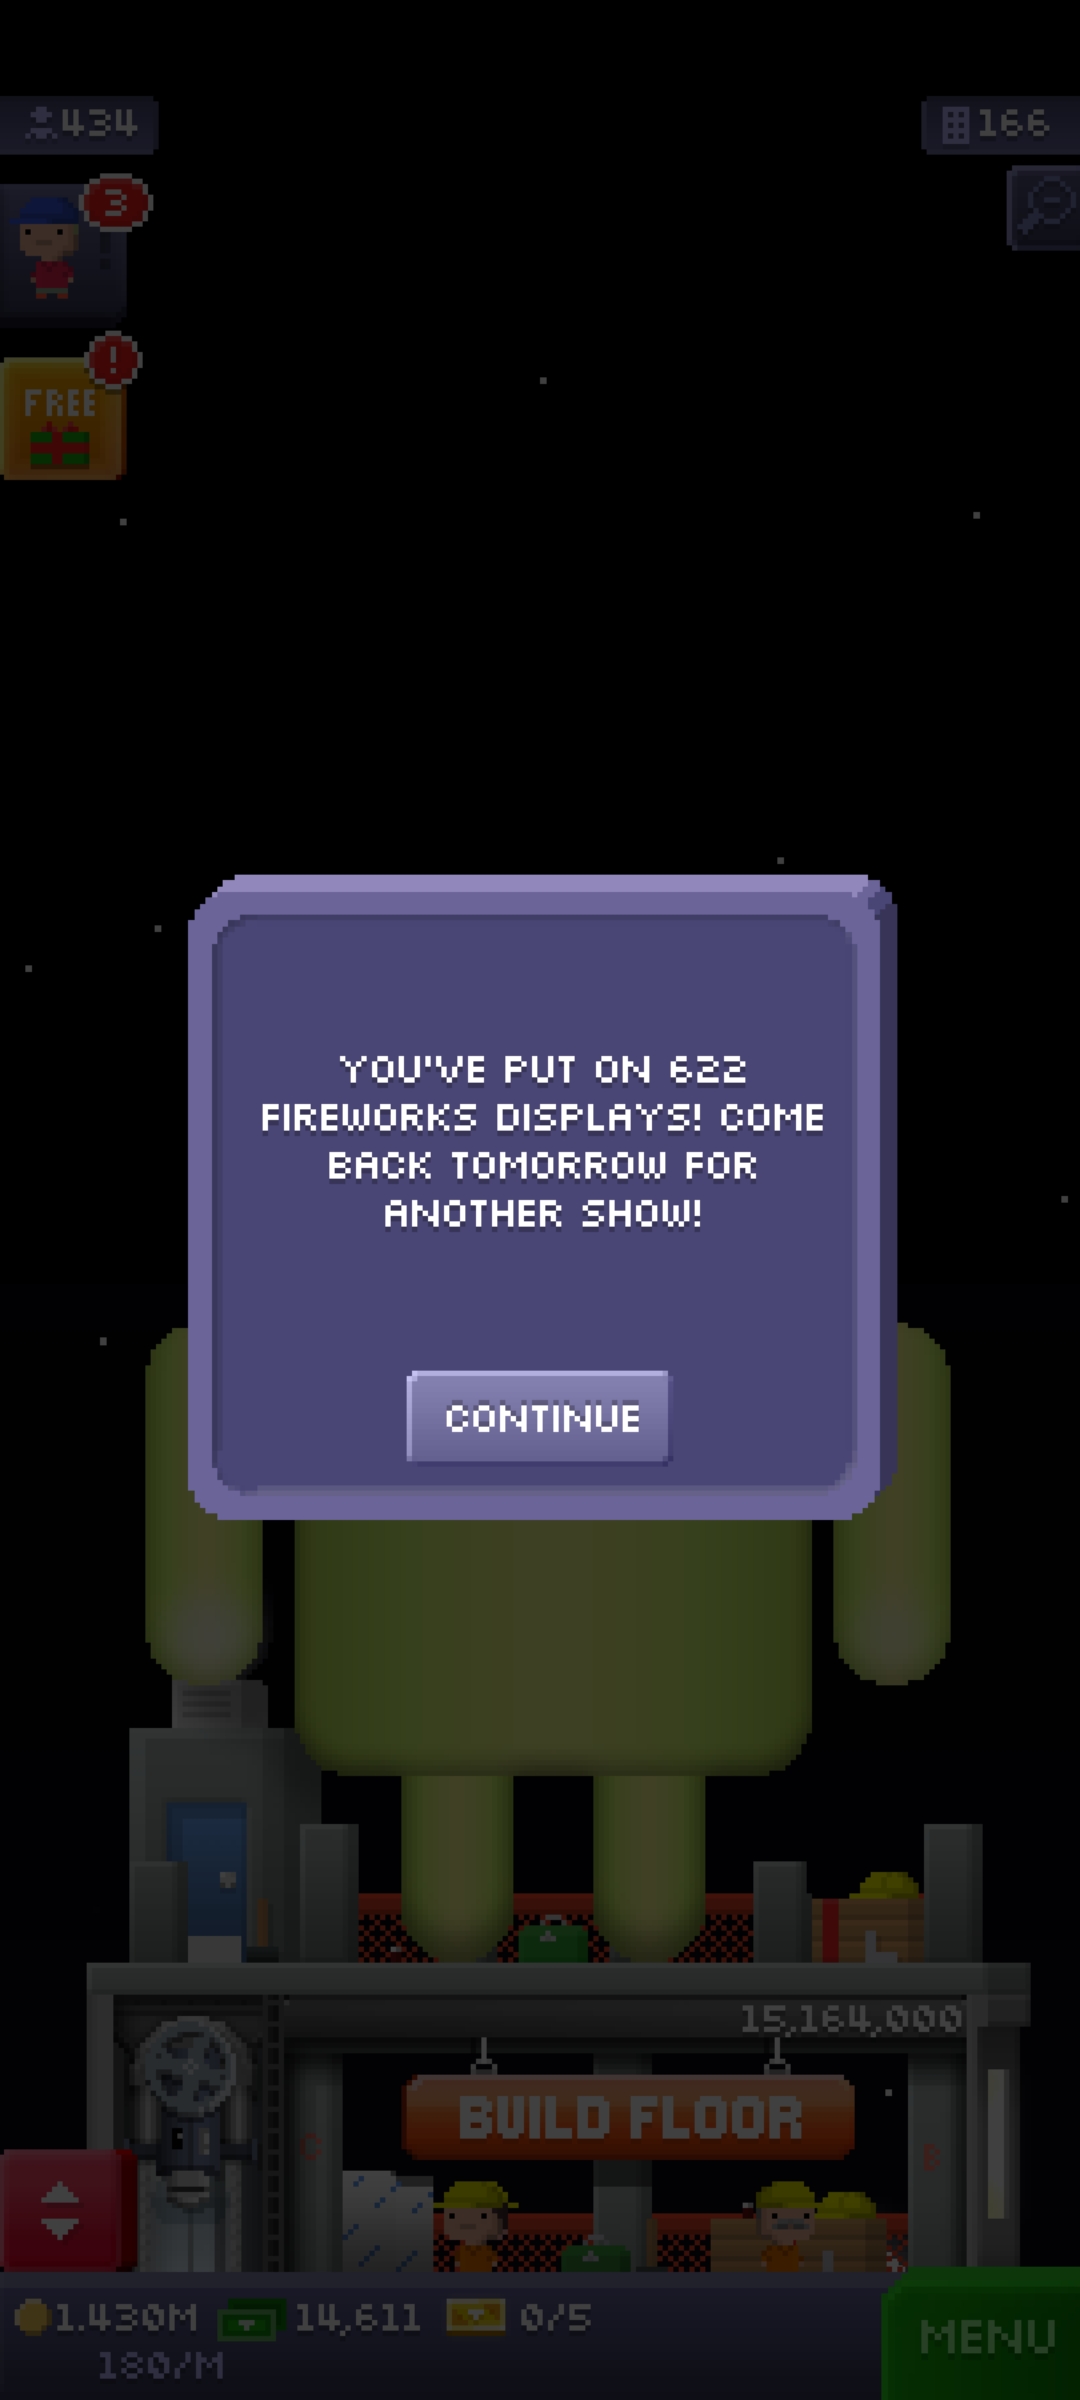 434
166
3
!
FREE
YOU'VE PUT ON 622
FIREWORKS DISPLAYS! COME
BACK TOMORROW FOR
ANOTHER SHOW!
CONTINUE
15,164,000
BUILD FLOOR
C
B
1.430M
14,611
0/5
MENU
180/M